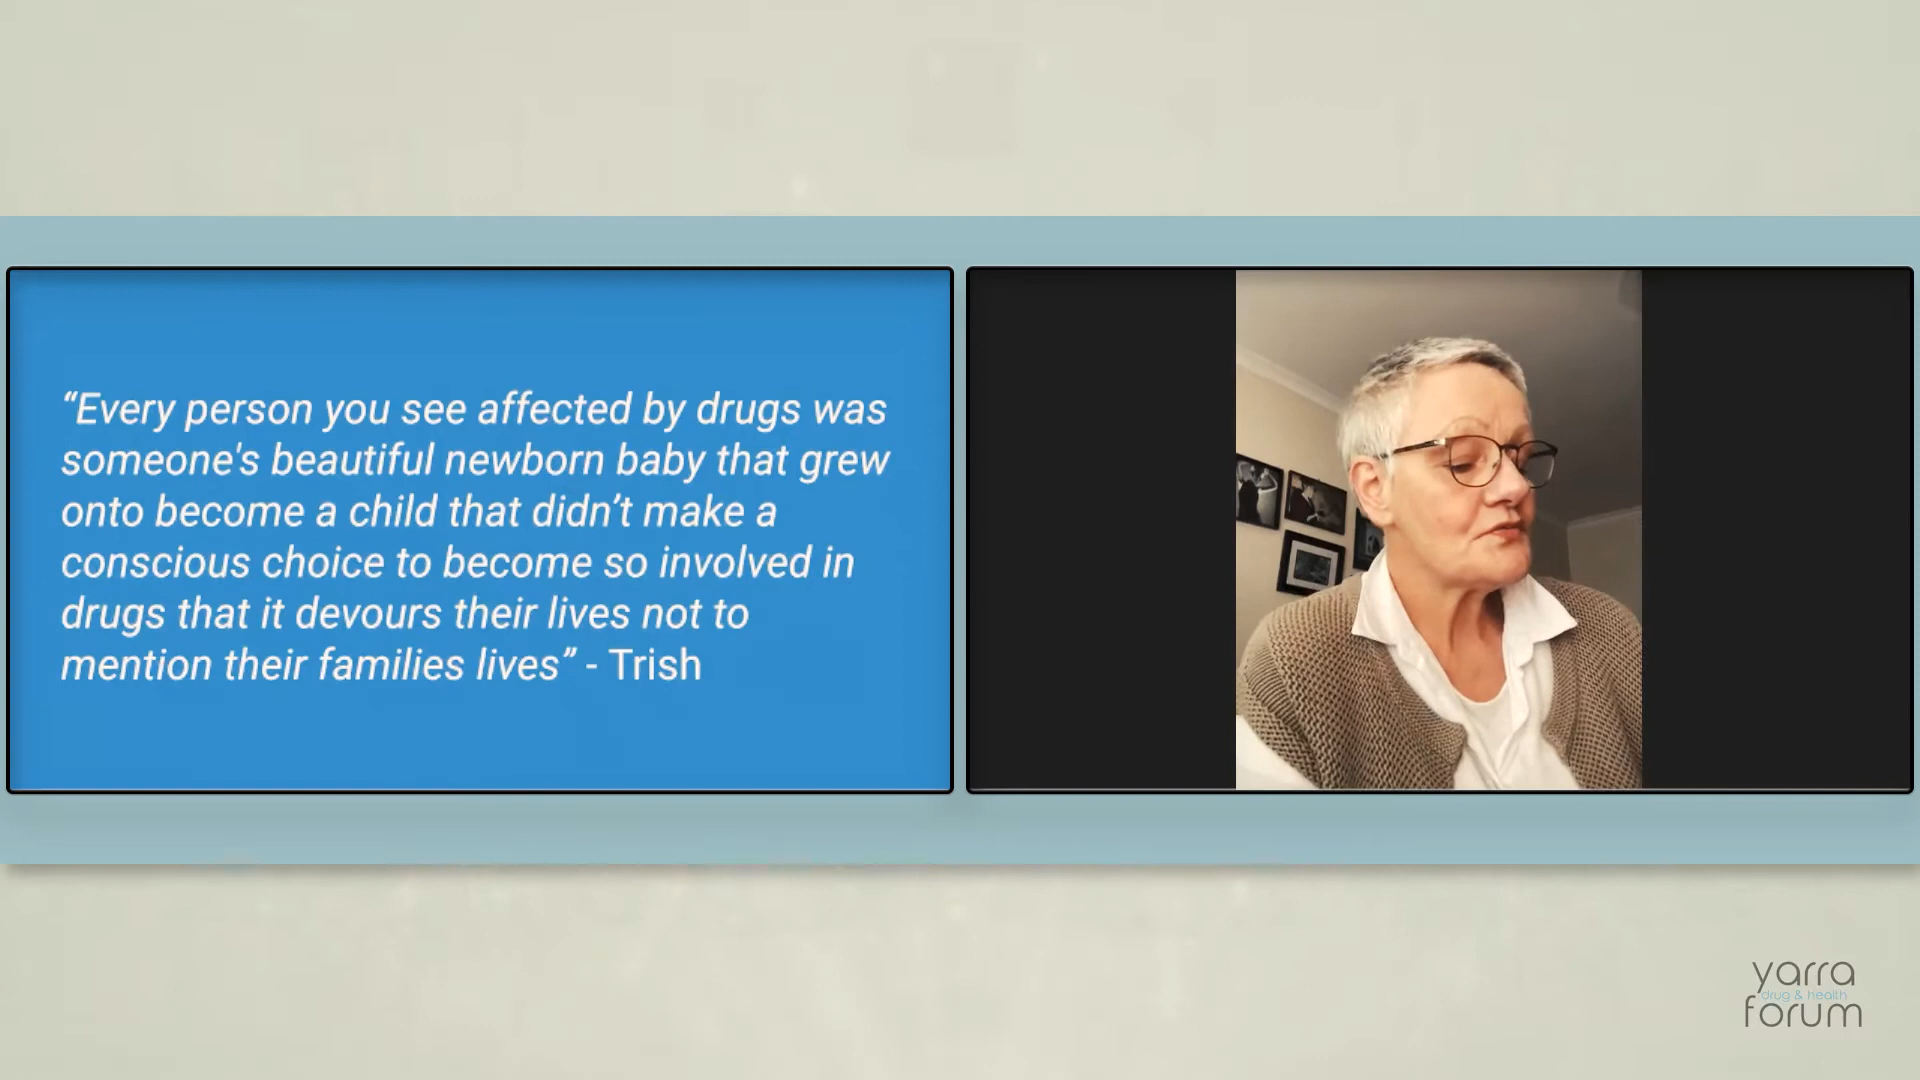 “Every person you see affected by drugs was
someone's beautiful newborn baby that grew
onto become a child that didn’t make a
conscious choice to become so involved in
drugs that it devours their lives not to
mention their families lives” - Trish
yarra
drug & health
forum